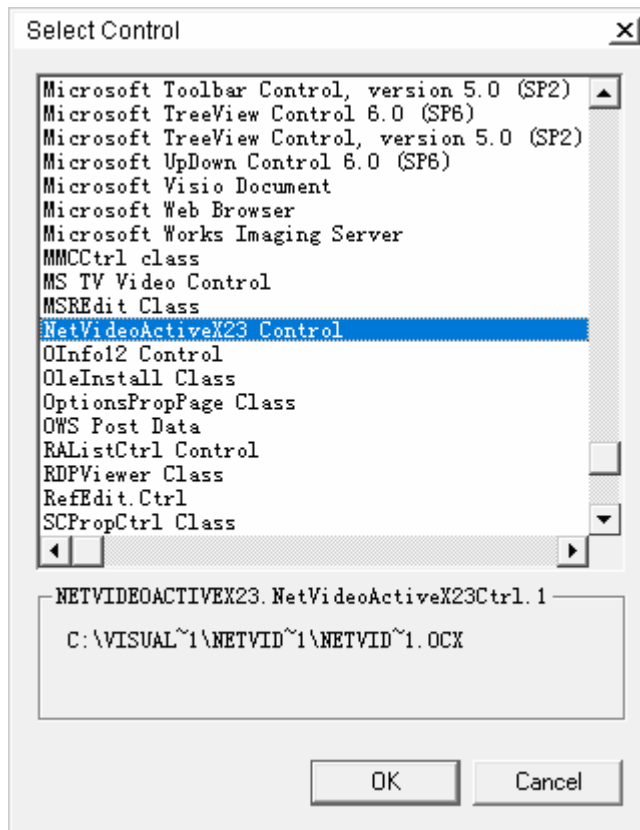 Select Control
Microsoft Toolbar Control, version 5.0 (SP2)
Microsoft TreeView Control 6.0 (SP6)
Microsoft TreeView Control, version 5.0 (SP2)
Microsoft UpDown Control 6.0 (SP6)
Microsoft Visio Document
Microsoft Web Browser
Microsoft Works Imaging Server
MMCCtrl class
MS TV Video Control
MSREdit Class
NetVideoActiveX23 Control
OInfo12 Control
OleInstall Class
OptionsPropPage Class
OWS Post Data
RAListCtrl Control
RDPViewer Class
RefEdit.Ctrl
SCPropCtrl Class
NETVIDEOACTIVEX23.NetVideoActiveX23Ctrl.1
C:\VISUAL~1\NETVID~1\NETVID~1.OCX
OK Cancel